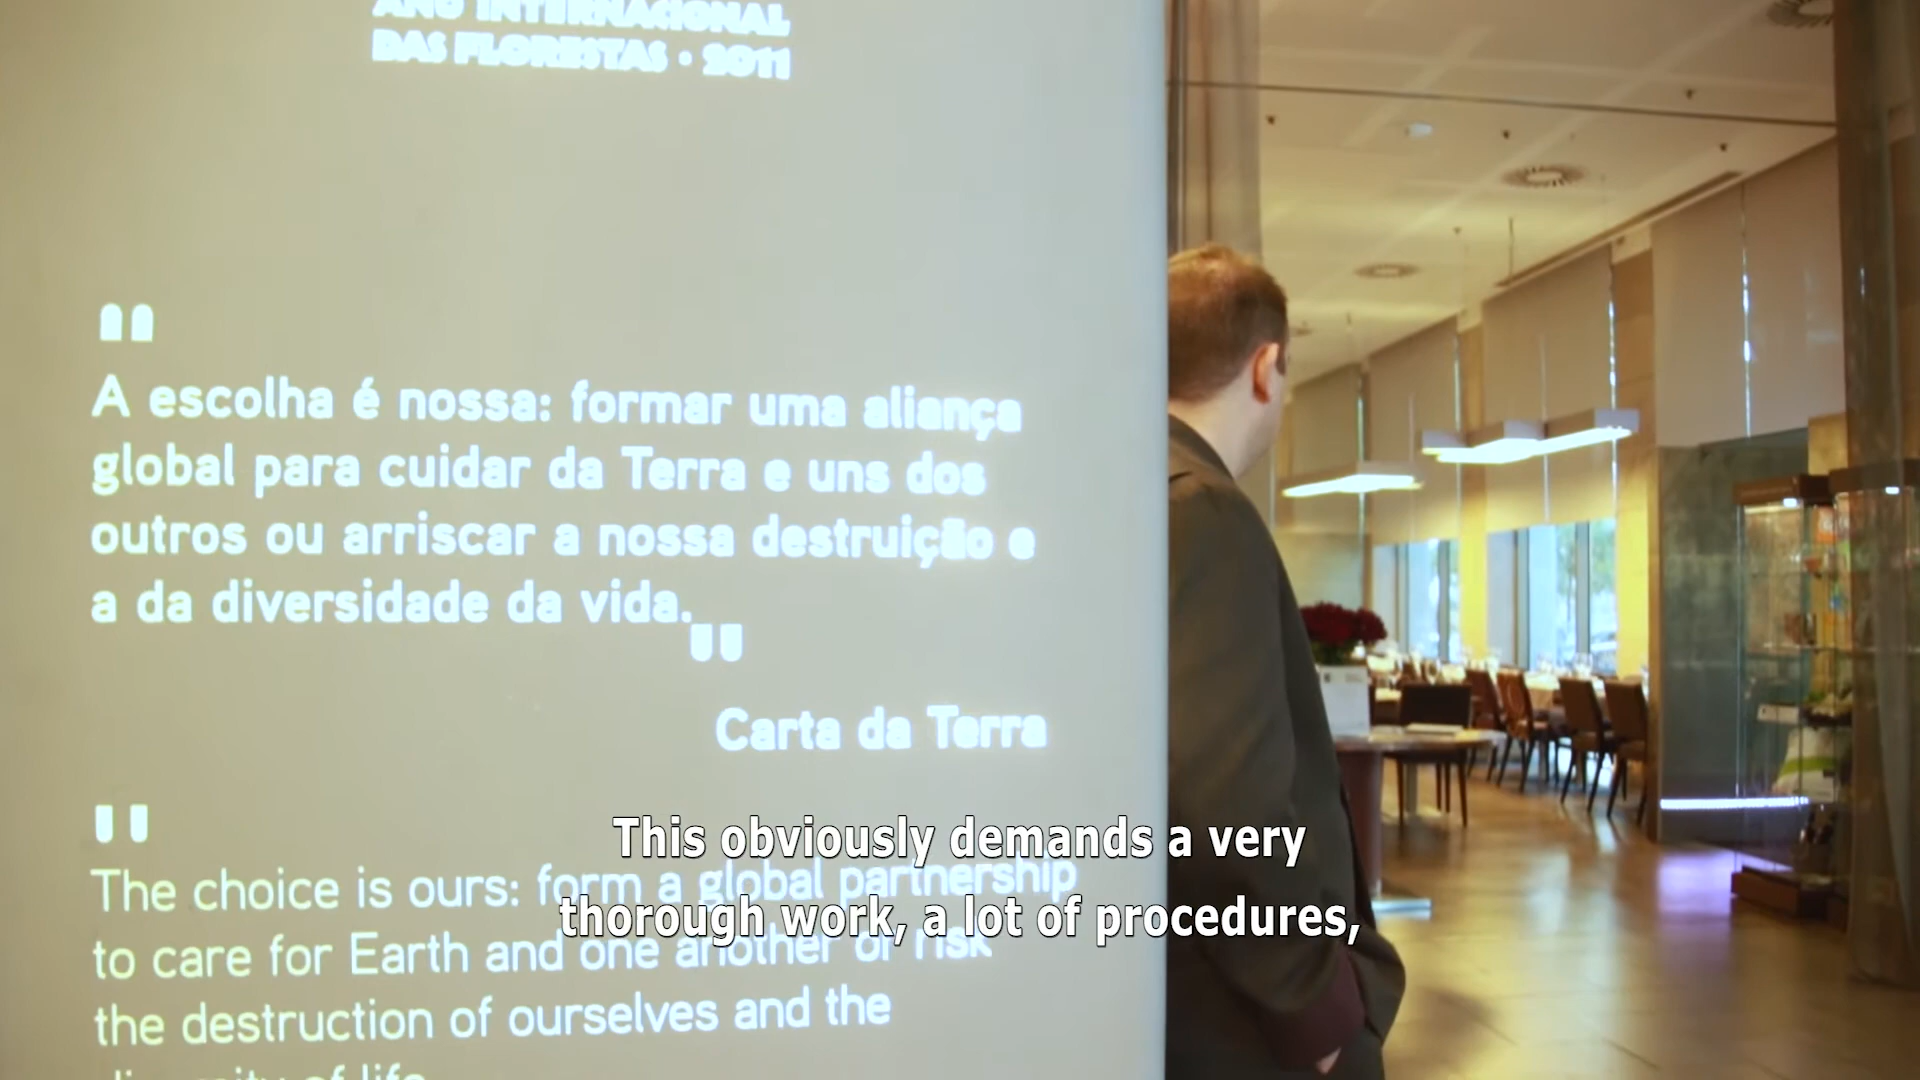 ANO INTERNACIONAL
DAS FLORESTAS • 2011
"
A escolha é nossa: formar uma aliança
global para cuidar da Terra e uns dos
outros ou arriscar a nossa destruição e
a da diversidade da vida."
Carta da Terra
"
The choice is ours: form a global partnership
to care for Earth and one another or risk
the destruction of ourselves and the
diversity of life
This obviously demands a very
thorough work, a lot of procedures,